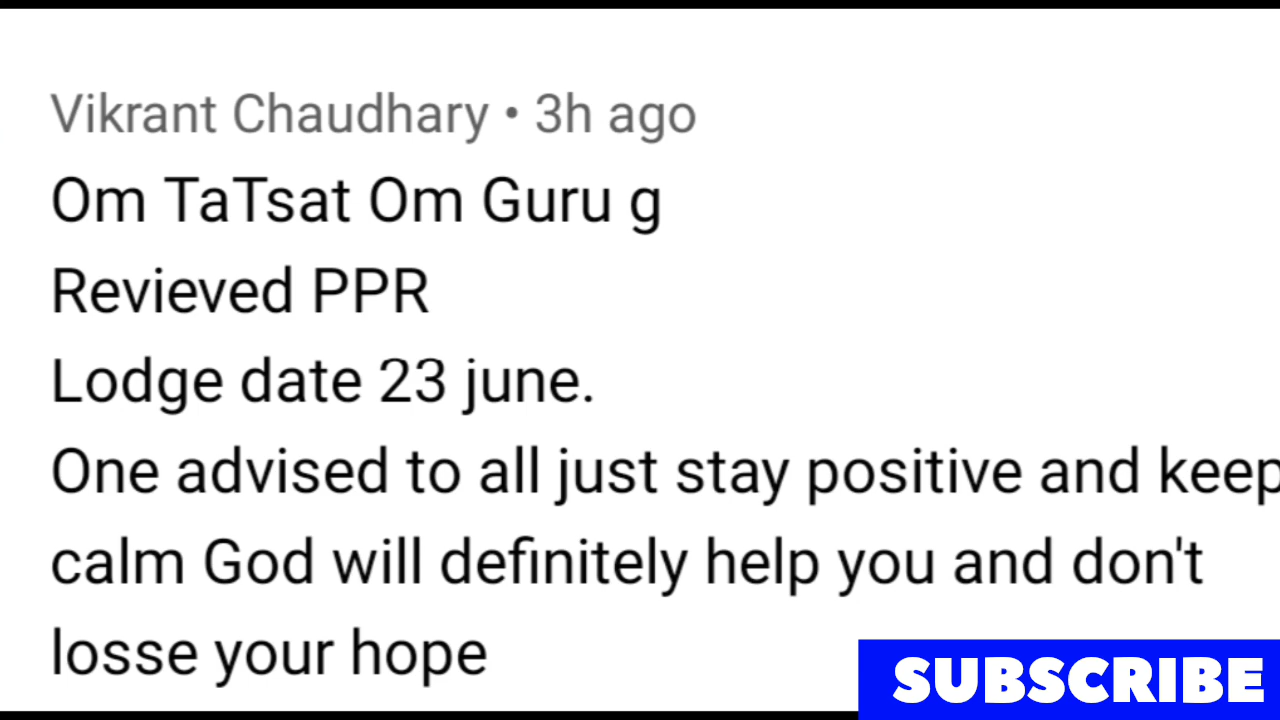 Vikrant Chaudhary • 3h ago
Om TaTsat Om Guru g
Revieved PPR
Lodge date 23 june.
One advised to all just stay positive and keep
calm God will definitely help you and don't
losse your hope
SUBSCRIBE